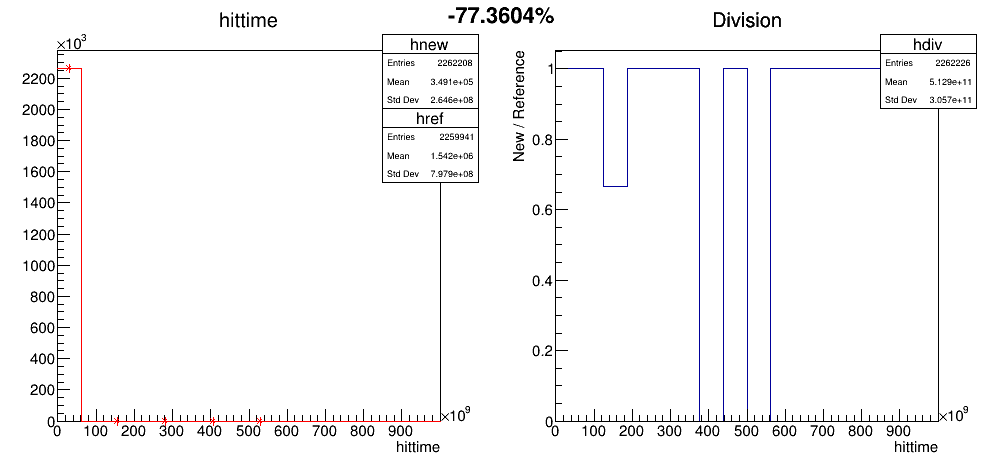 -77.3604%
hittime
×10³
2200
2000
1800
1600
1400
1200
1000
800
600
400
200
0
0 100 200 300 400 500 600 700 800 900
×10⁹
hittime
hnew
Entries 2262208
Mean 3.491e+05
Std Dev 2.646e+08
href
Entries 2259941
Mean 1.542e+06
Std Dev 7.979e+08
Division
New / Reference
1
0.8
0.6
0.4
0.2
0
0 100 200 300 400 500 600 700 800 900
×10⁹
hittime
hdiv
Entries 2262226
Mean 5.129e+11
Std Dev 3.057e+11